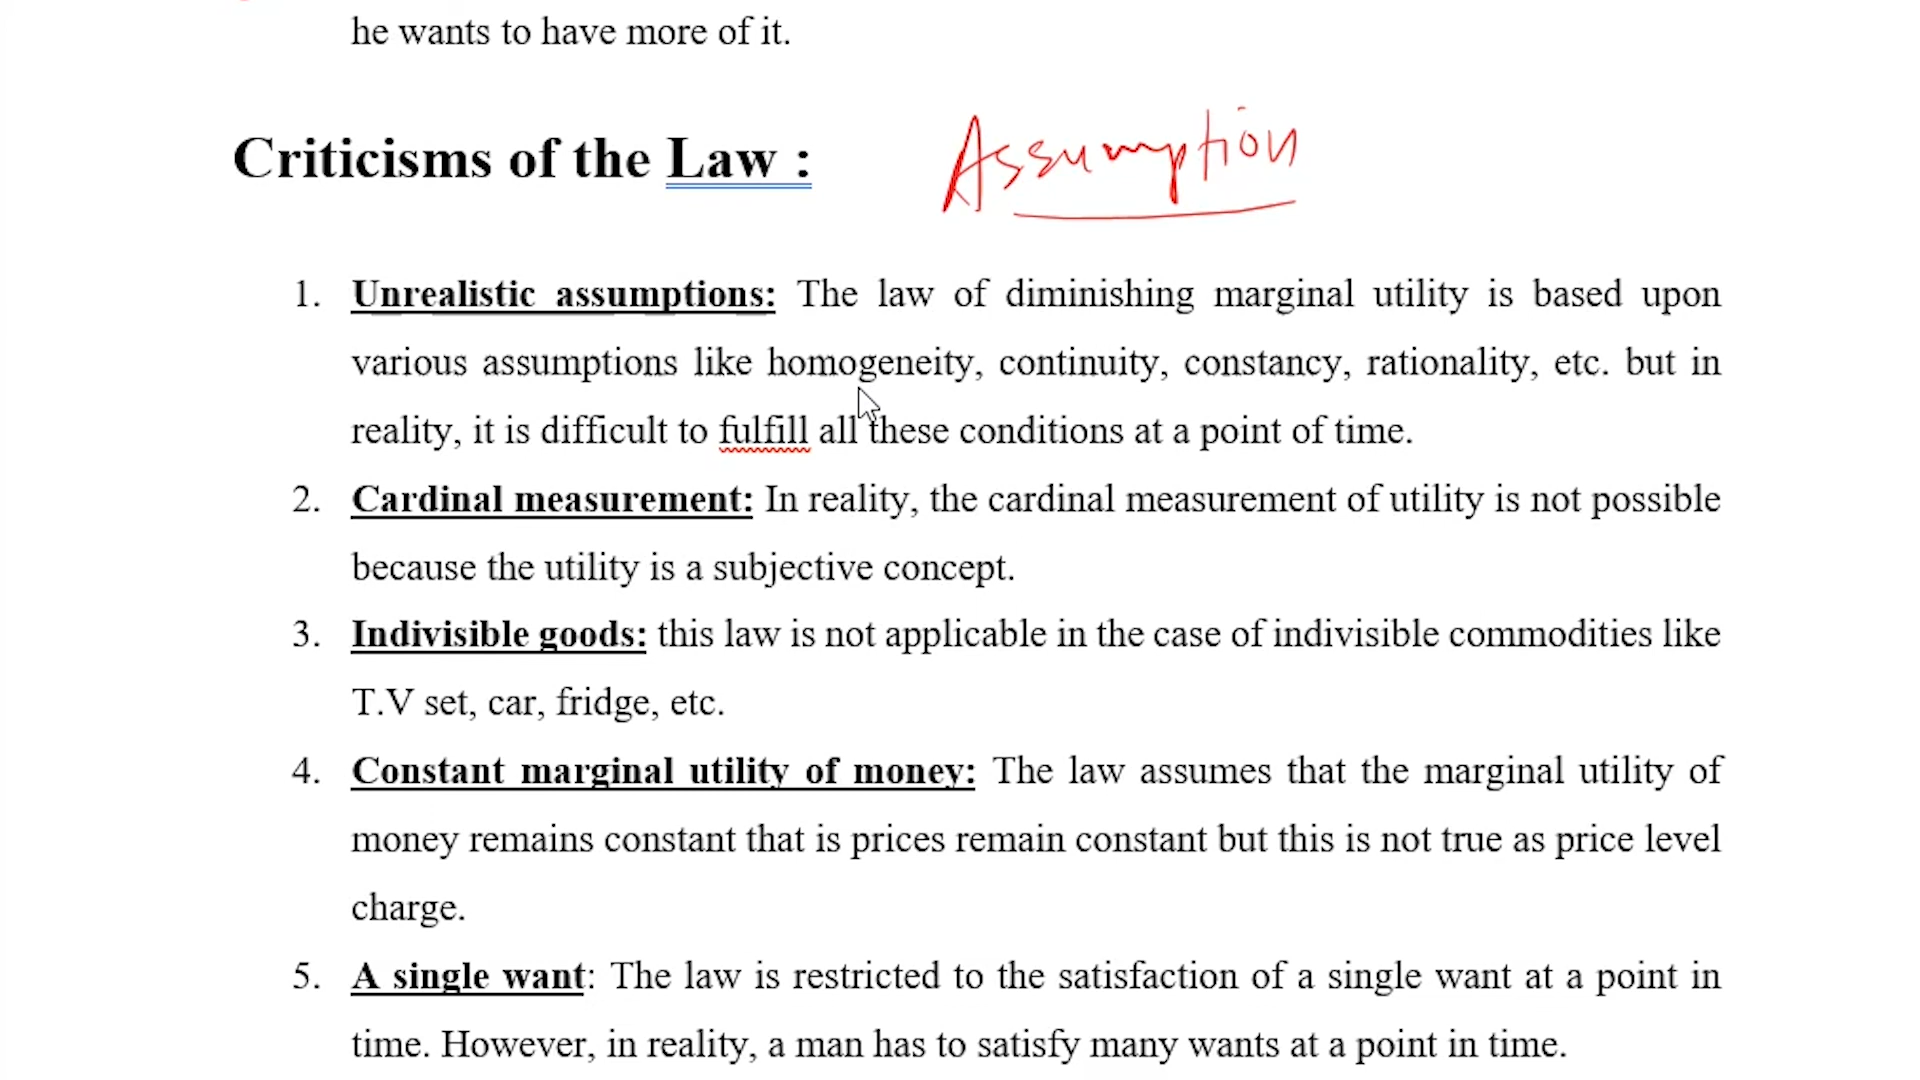 he wants to have more of it.
Criticisms of the Law :
Assumption
1. Unrealistic assumptions: The law of diminishing marginal utility is based upon
various assumptions like homogeneity, continuity, constancy, rationality, etc. but in
reality, it is difficult to fulfill all these conditions at a point of time.
2. Cardinal measurement: In reality, the cardinal measurement of utility is not possible
because the utility is a subjective concept.
3. Indivisible goods: this law is not applicable in the case of indivisible commodities like
T.V set, car, fridge, etc.
4. Constant marginal utility of money: The law assumes that the marginal utility of
money remains constant that is prices remain constant but this is not true as price level
charge.
5. A single want: The law is restricted to the satisfaction of a single want at a point in
time. However, in reality, a man has to satisfy many wants at a point in time.